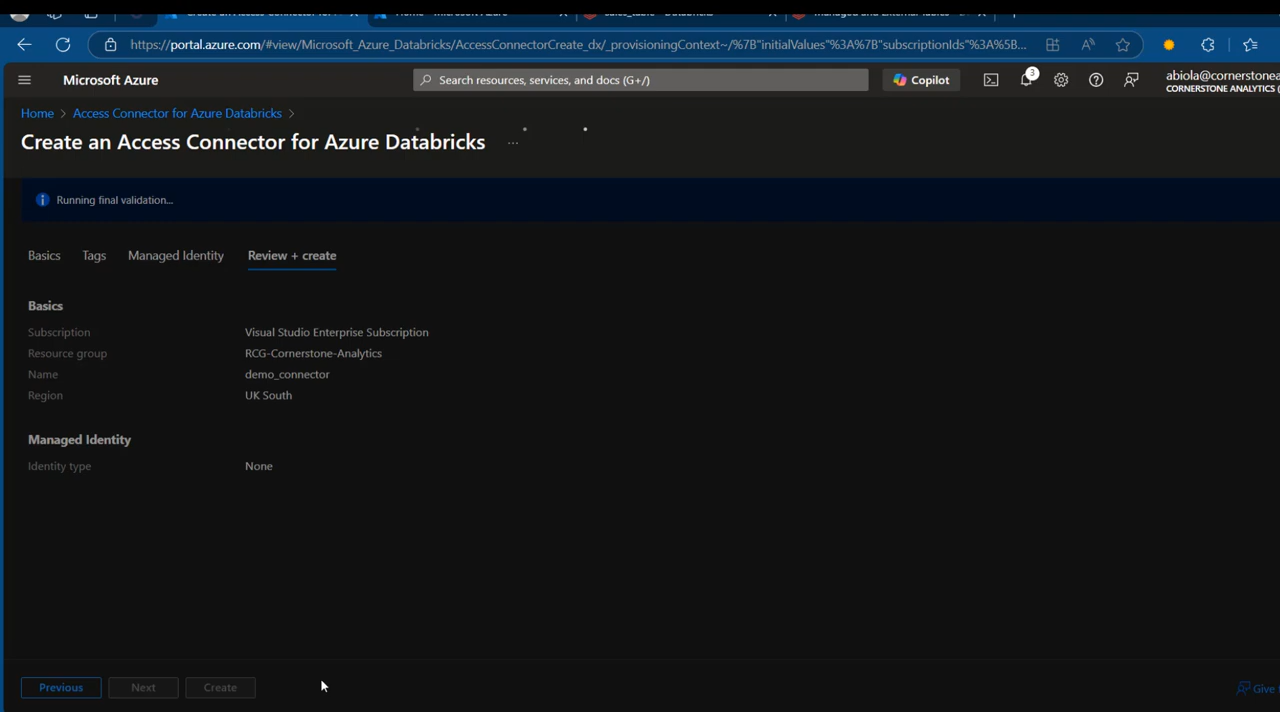 https://portal.azure.com/#view/Microsoft_Azure_Databricks/AccessConnectorCreate_dx/_provisioningContext~/%7B"initialValues"%3A%7B"subscriptionIds"%3A%5B...
Microsoft Azure
Search resources, services, and docs (G+/)
Copilot
3
abiola@cornerstonea
CORNERSTONE ANALYTICS (
Home > Access Connector for Azure Databricks >
Create an Access Connector for Azure Databricks ...
Running final validation...
Basics Tags Managed Identity Review + create
Basics
Subscription Visual Studio Enterprise Subscription
Resource group RCG-Cornerstone-Analytics
Name demo_connector
Region UK South
Managed Identity
Identity type None
Previous Next Create
Give